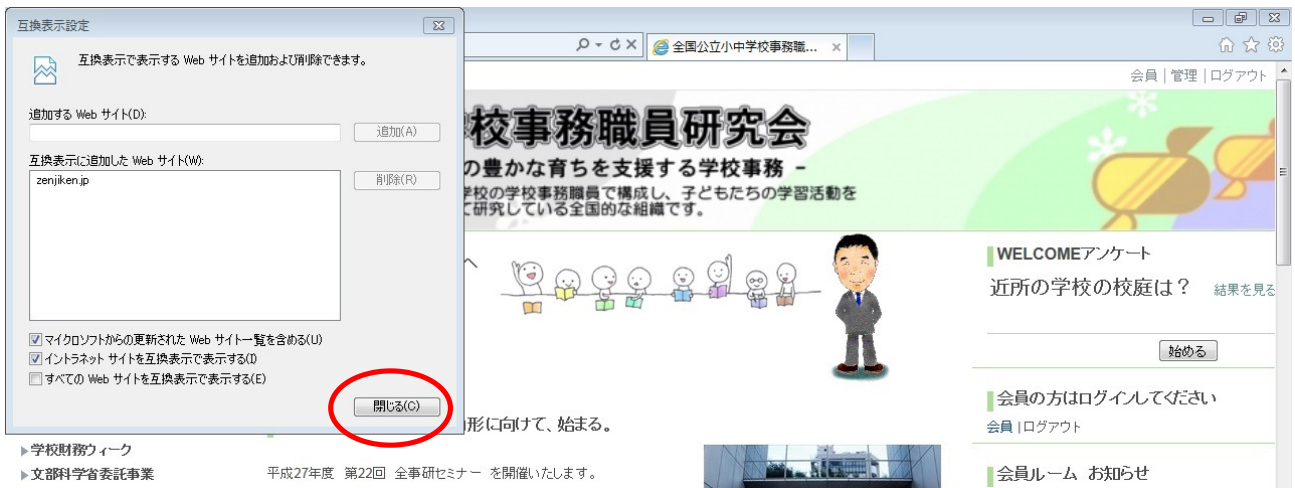 互換表示設定
互換表示で表示する Web サイトを追加および削除できます。
追加する Web サイト(D):
追加(A)
互換表示に追加した Web サイト(W):
zenjiken.jp
削除(R)
マイクロソフトからの更新された Web サイト一覧を含める(U)
イントラネット サイトを互換表示で表示する(I)
すべての Web サイトを互換表示で表示する(E)
閉じる(C)
全国公立小中学校事務職...
会員 | 管理 | ログアウト
校事務職員研究会
の豊かな育ちを支援する学校事務 -
学校の学校事務職員で構成し、子どもたちの学習活動を
て研究している全国的な組織です。
へ
WELCOMEアンケート
近所の学校の校庭は？ 結果を見る
始める
会員の方はログインしてください
会員 | ログアウト
形に向けて、始まる。
学校財務ウィーク
文部科学省委託事業
平成27年度 第22回 全事研セミナー を開催いたします。
会員ルーム お知らせ